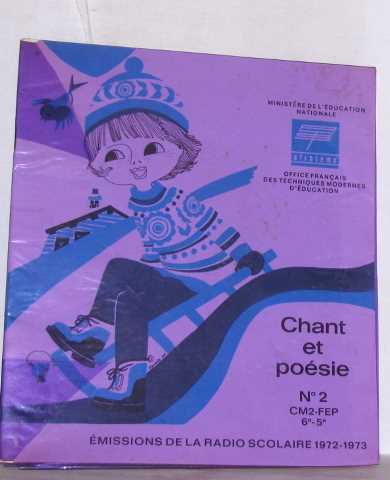 MINISTÈRE DE L'ÉDUCATION
NATIONALE
OFFICE FRANÇAIS
DES TECHNIQUES MODERNES
D'ÉDUCATION
Chant
et
poésie
N° 2
CM2-FEP
6e-5e
ÉMISSIONS DE LA RADIO SCOLAIRE 1972-1973